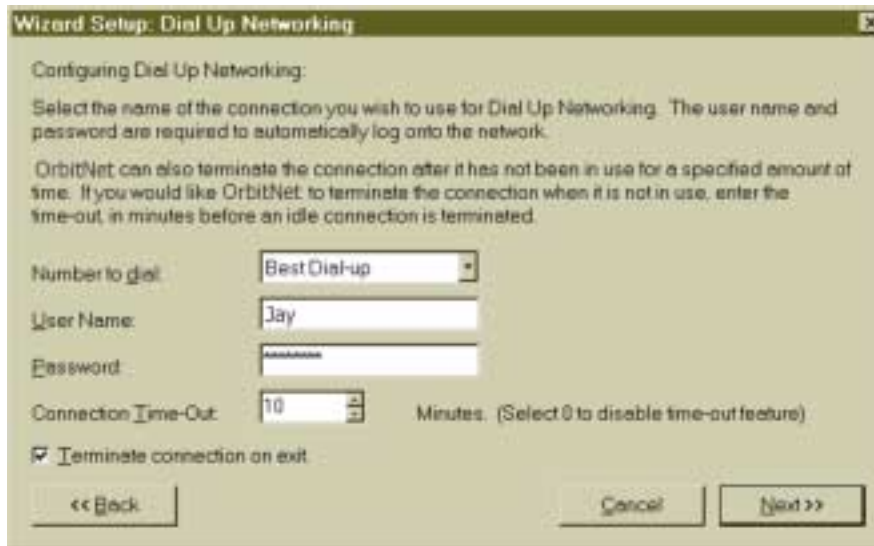 Wizard Setup: Dial Up Networking
Configuring Dial Up Networking:
Select the name of the connection you wish to use for Dial Up Networking. The user name and
password are required to automatically log onto the network.
OrbitNet can also terminate the connection after it has not been in use for a specified amount of
time. If you would like OrbitNet to terminate the connection when it is not in use, enter the
time-out, in minutes before an idle connection is terminated.
Number to dial: Best Dial-up
User Name: Jay
Password: ********
Connection Time-Out: 10 Minutes. (Select 0 to disable time-out feature)
Terminate connection on exit
<< Back Cancel Next >>